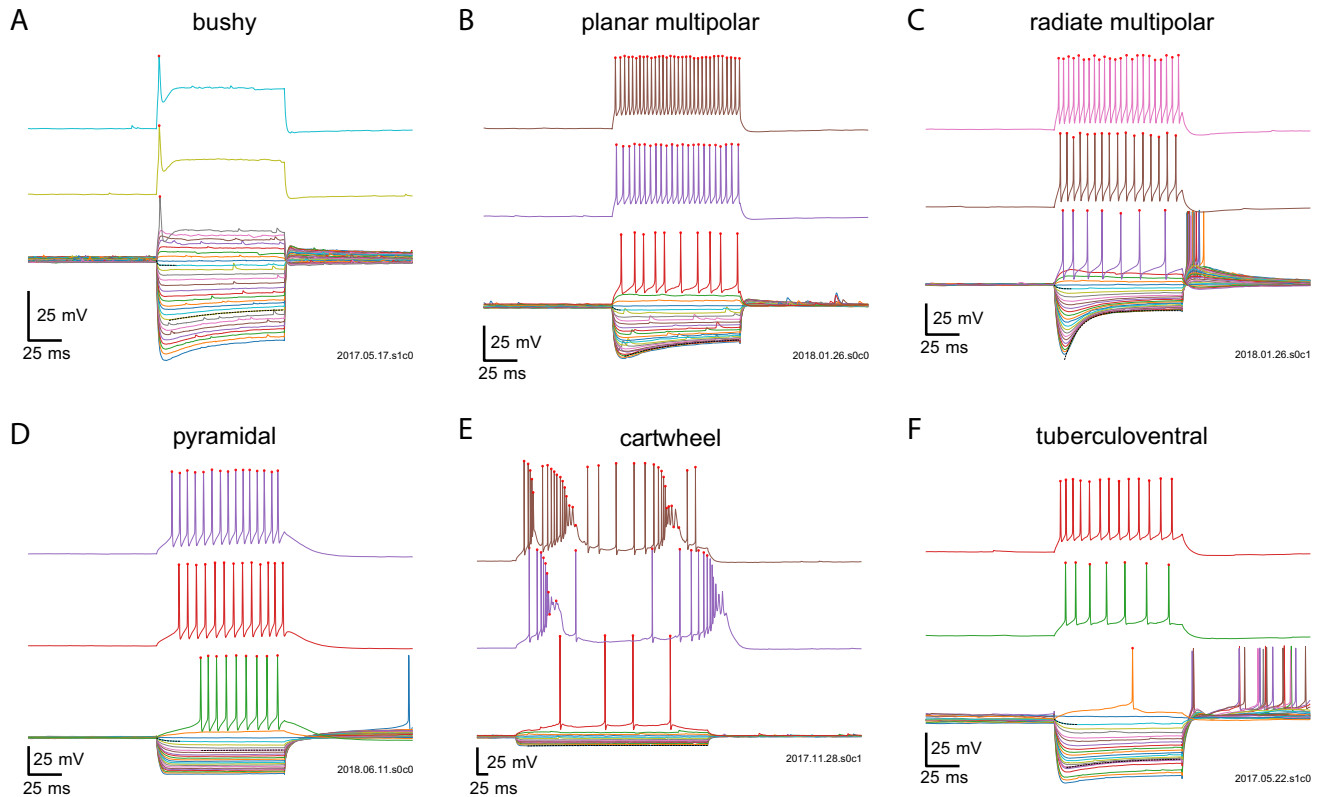 A
bushy
25 mV
25 ms
2017.05.17.s1c0
B
planar multipolar
25 mV
25 ms
2018.01.26.s0c0
C
radiate multipolar
25 mV
25 ms
2018.01.26.s0c1
D
pyramidal
25 mV
25 ms
2018.06.11.s0c0
E
cartwheel
25 mV
25 ms
2017.11.28.s0c1
F
tuberculoventral
25 mV
25 ms
2017.05.22.s1c0